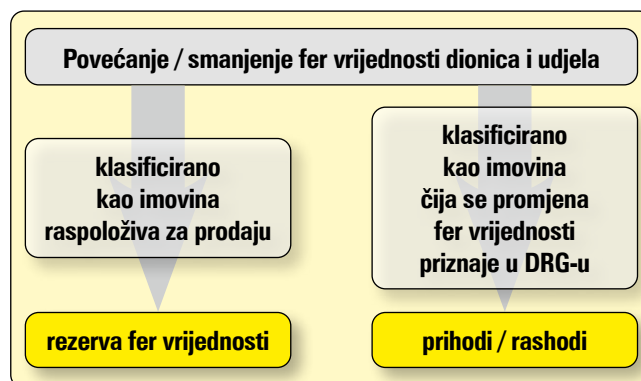 Povećanje / smanjenje fer vrijednosti dionica i udjela
klasificirano
kao imovina
raspoloživa za prodaju
klasificirano
kao imovina
čija se promjena
fer vrijednosti
priznaje u DRG-u
rezerva fer vrijednosti
prihodi / rashodi